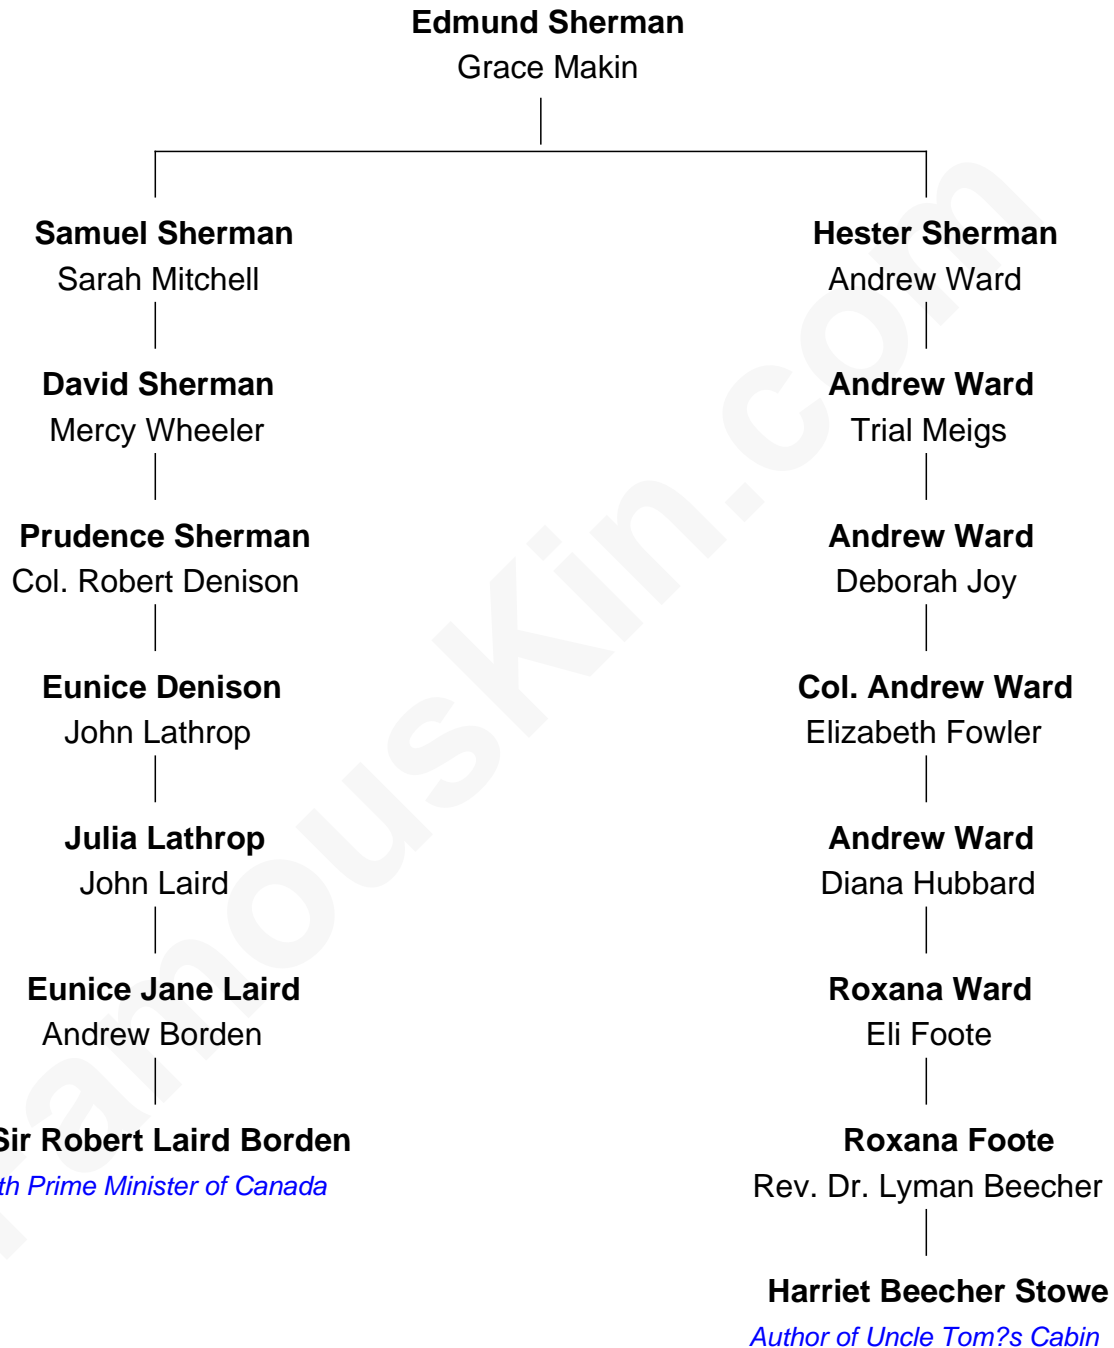 Edmund Sherman
Grace Makin
Samuel Sherman
Sarah Mitchell
David Sherman
Mercy Wheeler
Prudence Sherman
Col. Robert Denison
Eunice Denison
John Lathrop
Julia Lathrop
John Laird
Eunice Jane Laird
Andrew Borden
Sir Robert Laird Borden
th Prime Minister of Canada
Hester Sherman
Andrew Ward
Andrew Ward
Trial Meigs
Andrew Ward
Deborah Joy
Col. Andrew Ward
Elizabeth Fowler
Andrew Ward
Diana Hubbard
Roxana Ward
Eli Foote
Roxana Foote
Rev. Dr. Lyman Beecher
Harriet Beecher Stowe
Author of Uncle Tom?s Cabin
FamousKin.com